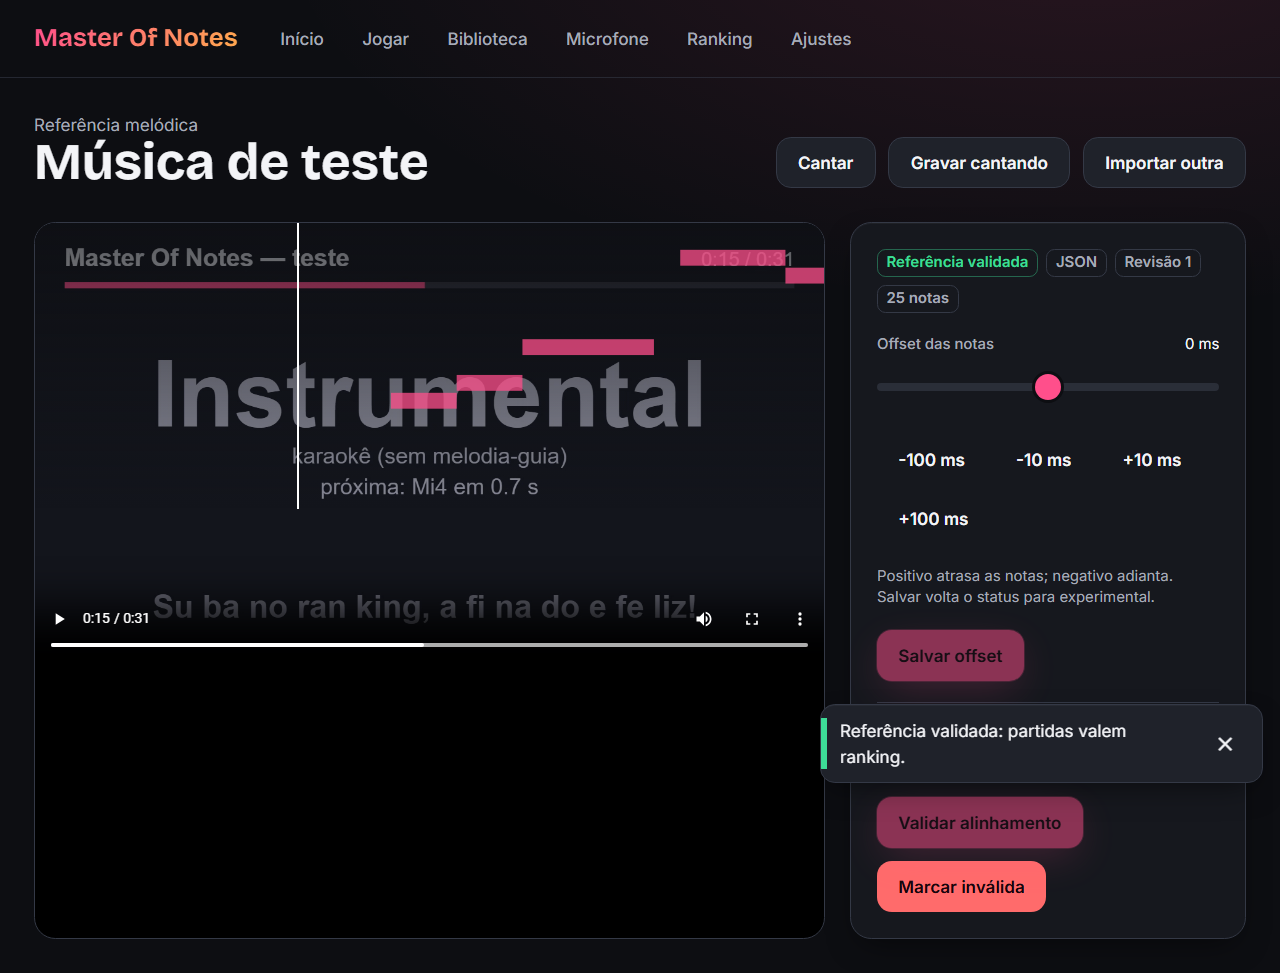 Master Of Notes
Início
Jogar
Biblioteca
Microfone
Ranking
Ajustes
Referência melódica
Música de teste
Cantar
Gravar cantando
Importar outra
Master Of Notes — teste
0:15 / 0:31
Instrumental
karaokê (sem melodia-guia)
próxima: Mi4 em 0.7 s
Su ba no ran king, a fi na do e fe liz!
0:15 / 0:31
Referência validada
JSON
Revisão 1
25 notas
Offset das notas
0 ms
-100 ms
-10 ms
+10 ms
+100 ms
Positivo atrasa as notas; negativo adianta.
Salvar volta o status para experimental.
Salvar offset
Referência validada: partidas valem
ranking.
Validar alinhamento
Marcar inválida